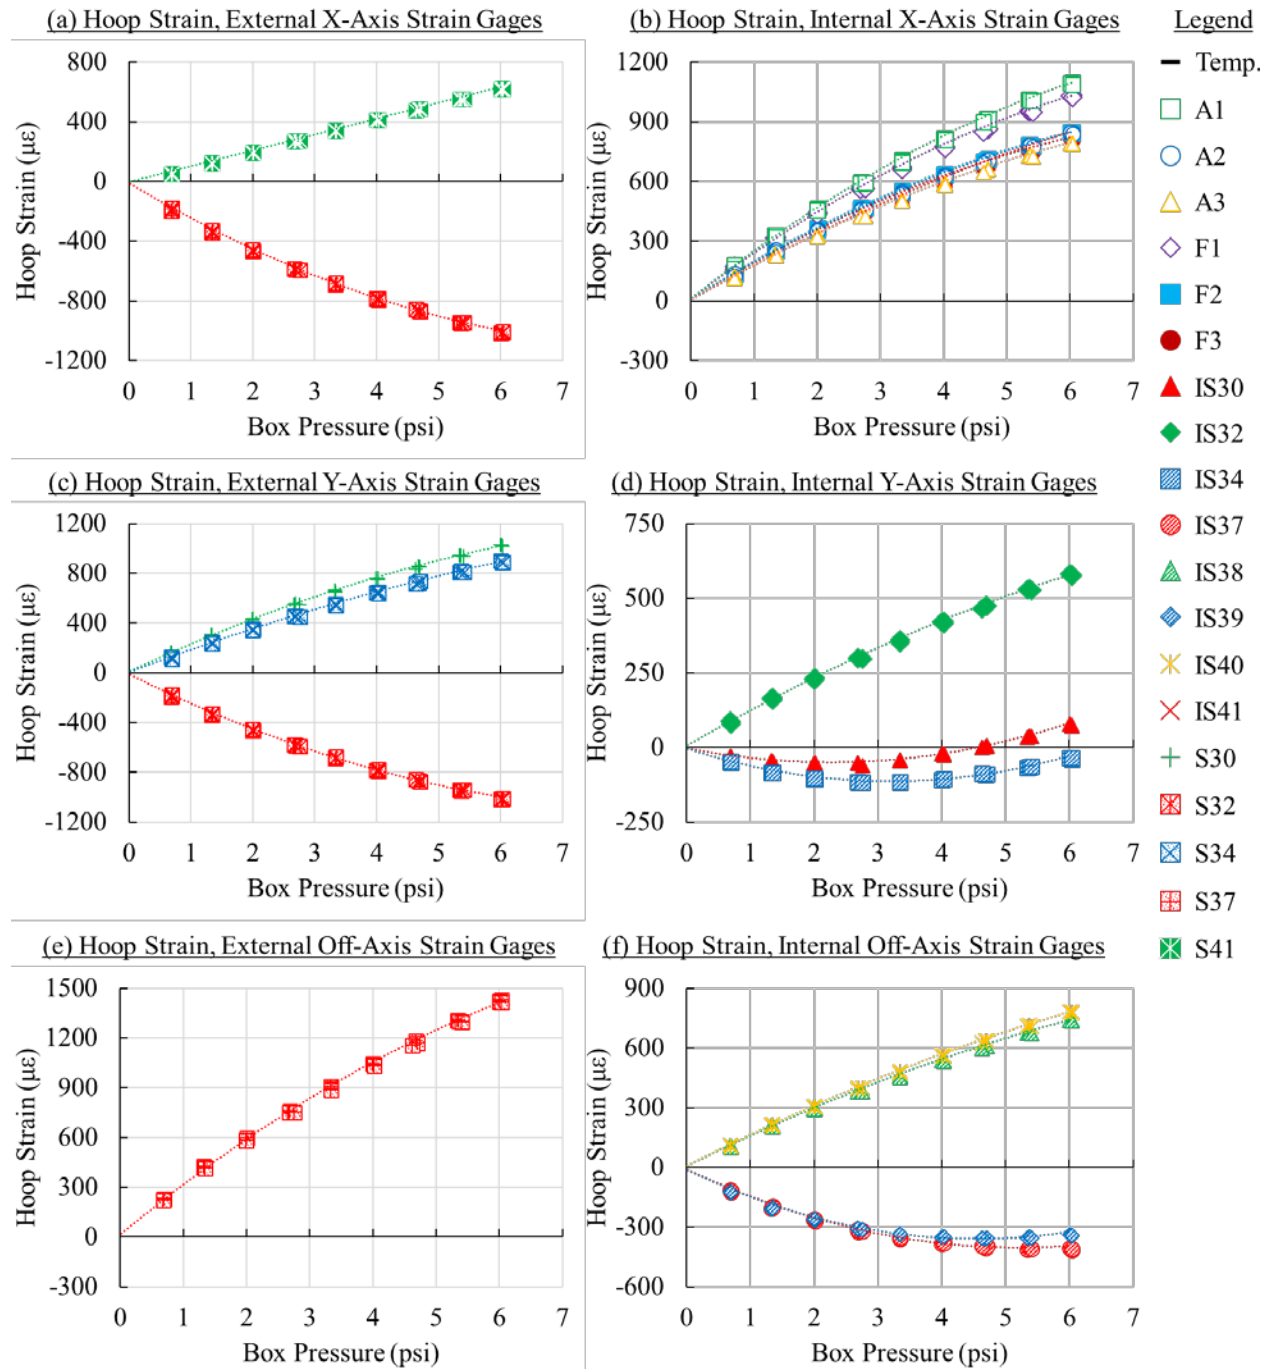 (a) Hoop Strain, External X-Axis Strain Gages
800
400
0
-400
-800
-1200
Hoop Strain (με)
0 1 2 3 4 5 6 7
Box Pressure (psi)
(b) Hoop Strain, Internal X-Axis Strain Gages
1200
900
600
300
0
-300
Hoop Strain (με)
0 1 2 3 4 5 6 7
Box Pressure (psi)
(c) Hoop Strain, External Y-Axis Strain Gages
1200
800
400
0
-400
-800
-1200
Hoop Strain (με)
0 1 2 3 4 5 6 7
Box Pressure (psi)
(d) Hoop Strain, Internal Y-Axis Strain Gages
750
500
250
0
-250
Hoop Strain (με)
0 1 2 3 4 5 6 7
Box Pressure (psi)
(e) Hoop Strain, External Off-Axis Strain Gages
1500
1200
900
600
300
0
-300
Hoop Strain (με)
0 1 2 3 4 5 6 7
Box Pressure (psi)
(f) Hoop Strain, Internal Off-Axis Strain Gages
900
600
300
0
-300
-600
Hoop Strain (με)
0 1 2 3 4 5 6 7
Box Pressure (psi)
Legend
Temp.
A1
A2
A3
F1
F2
F3
IS30
IS32
IS34
IS37
IS38
IS39
IS40
IS41
S30
S32
S34
S37
S41